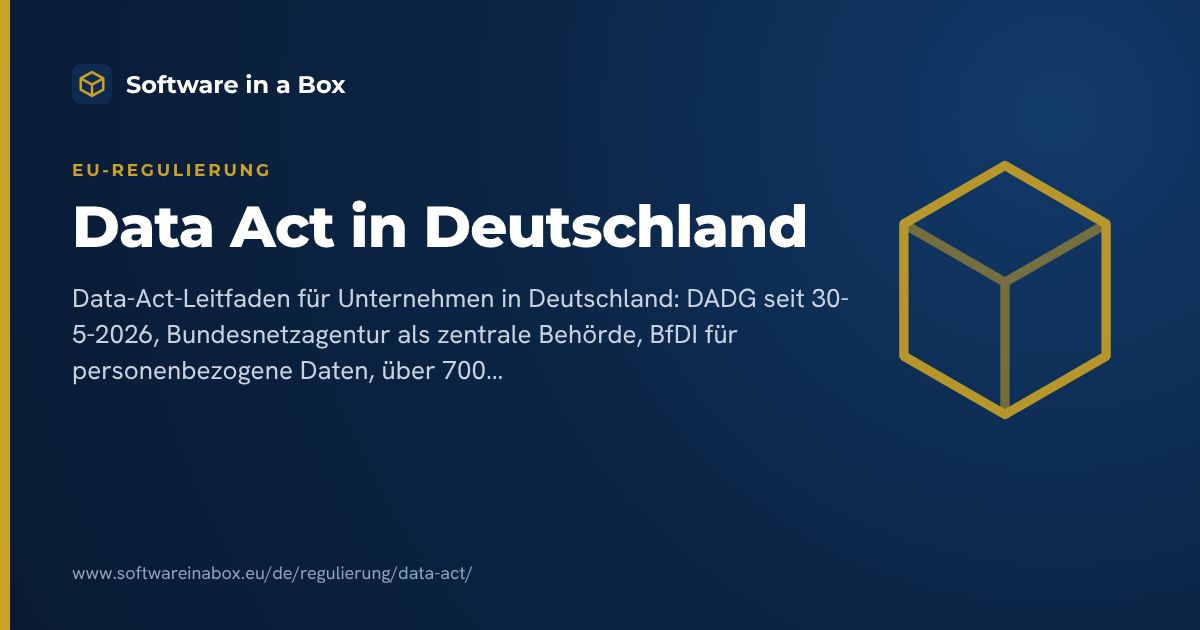 Software in a Box
EU-REGULIERUNG
Data Act in Deutschland
Data-Act-Leitfaden für Unternehmen in Deutschland: DADG seit 30-
5-2026, Bundesnetzagentur als zentrale Behörde, BfDI für
personenbezogene Daten, über 700…
www.softwareinabox.eu/de/regulierung/data-act/